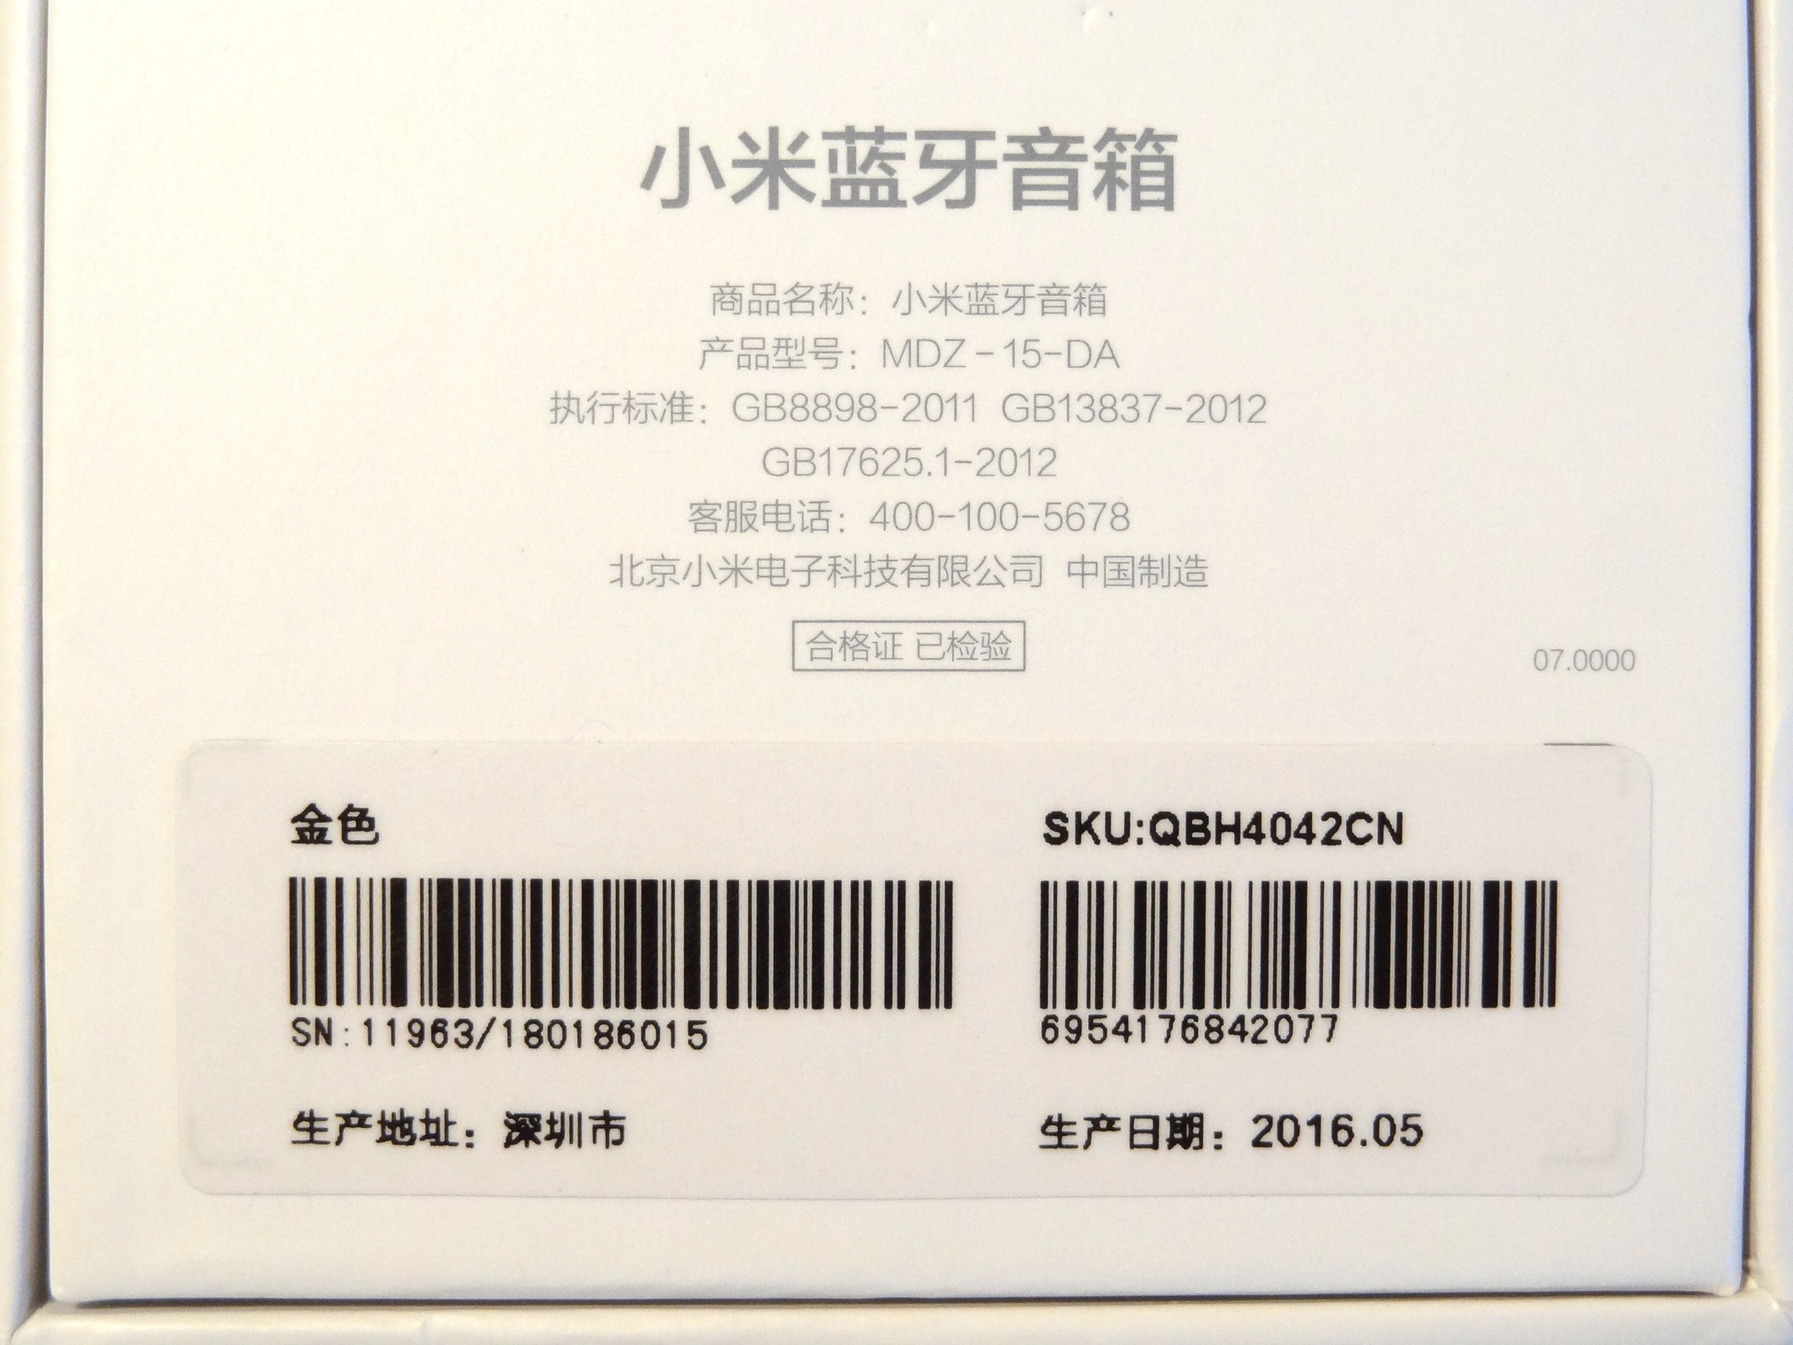 小米蓝牙音箱
商品名称：小米蓝牙音箱
产品型号：MDZ-15-DA
执行标准：GB8898-2011 GB13837-2012
GB17625.1-2012
客服电话：400-100-5678
北京小米电子科技有限公司 中国制造
合格证 已检验
07.0000
金色
SKU:QBH4042CN
SN:11963/180186015
6954176842077
生产地址：深圳市
生产日期：2016.05